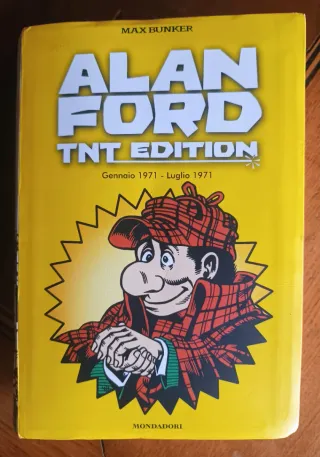 MAX BUNKER
ALAN
FORD
TNT EDITION
Gennaio 1971 - Luglio 1971
MONDADORI